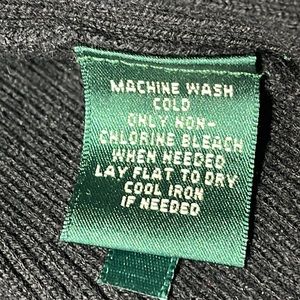 MACHINE WASH
COLD
ONLY NON-
CHLORINE BLEACH
WHEN NEEDED
LAY FLAT TO DRY
COOL IRON
IF NEEDED